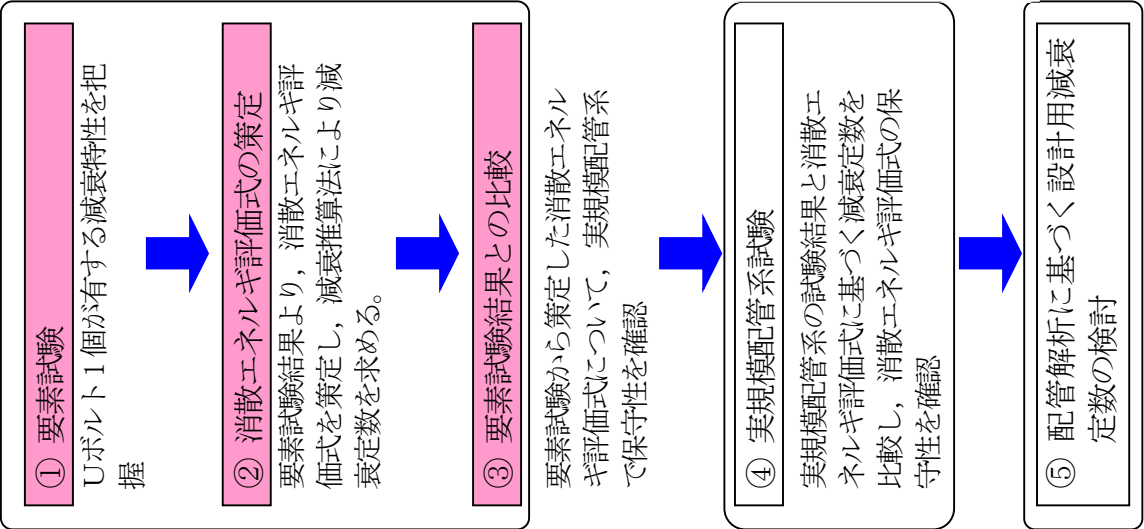 ① 要素試験
Uボルト1個が有する減衰特性を把
握
② 消散エネルギ評価式の策定
要素試験結果より，消散エネルギ評
価式を策定し，減衰推算法により減
衰定数を求める。
③ 要素試験結果との比較
要素試験から策定した消散エネル
ギ評価式について，実規模配管系
で保守性を確認
④ 実規模配管系試験
実規模配管系の試験結果と消散エ
ネルギ評価式に基づく減衰定数を
比較し，消散エネルギ評価式の保
守性を確認
⑤ 配管解析に基づく設計用減衰
定数の検討